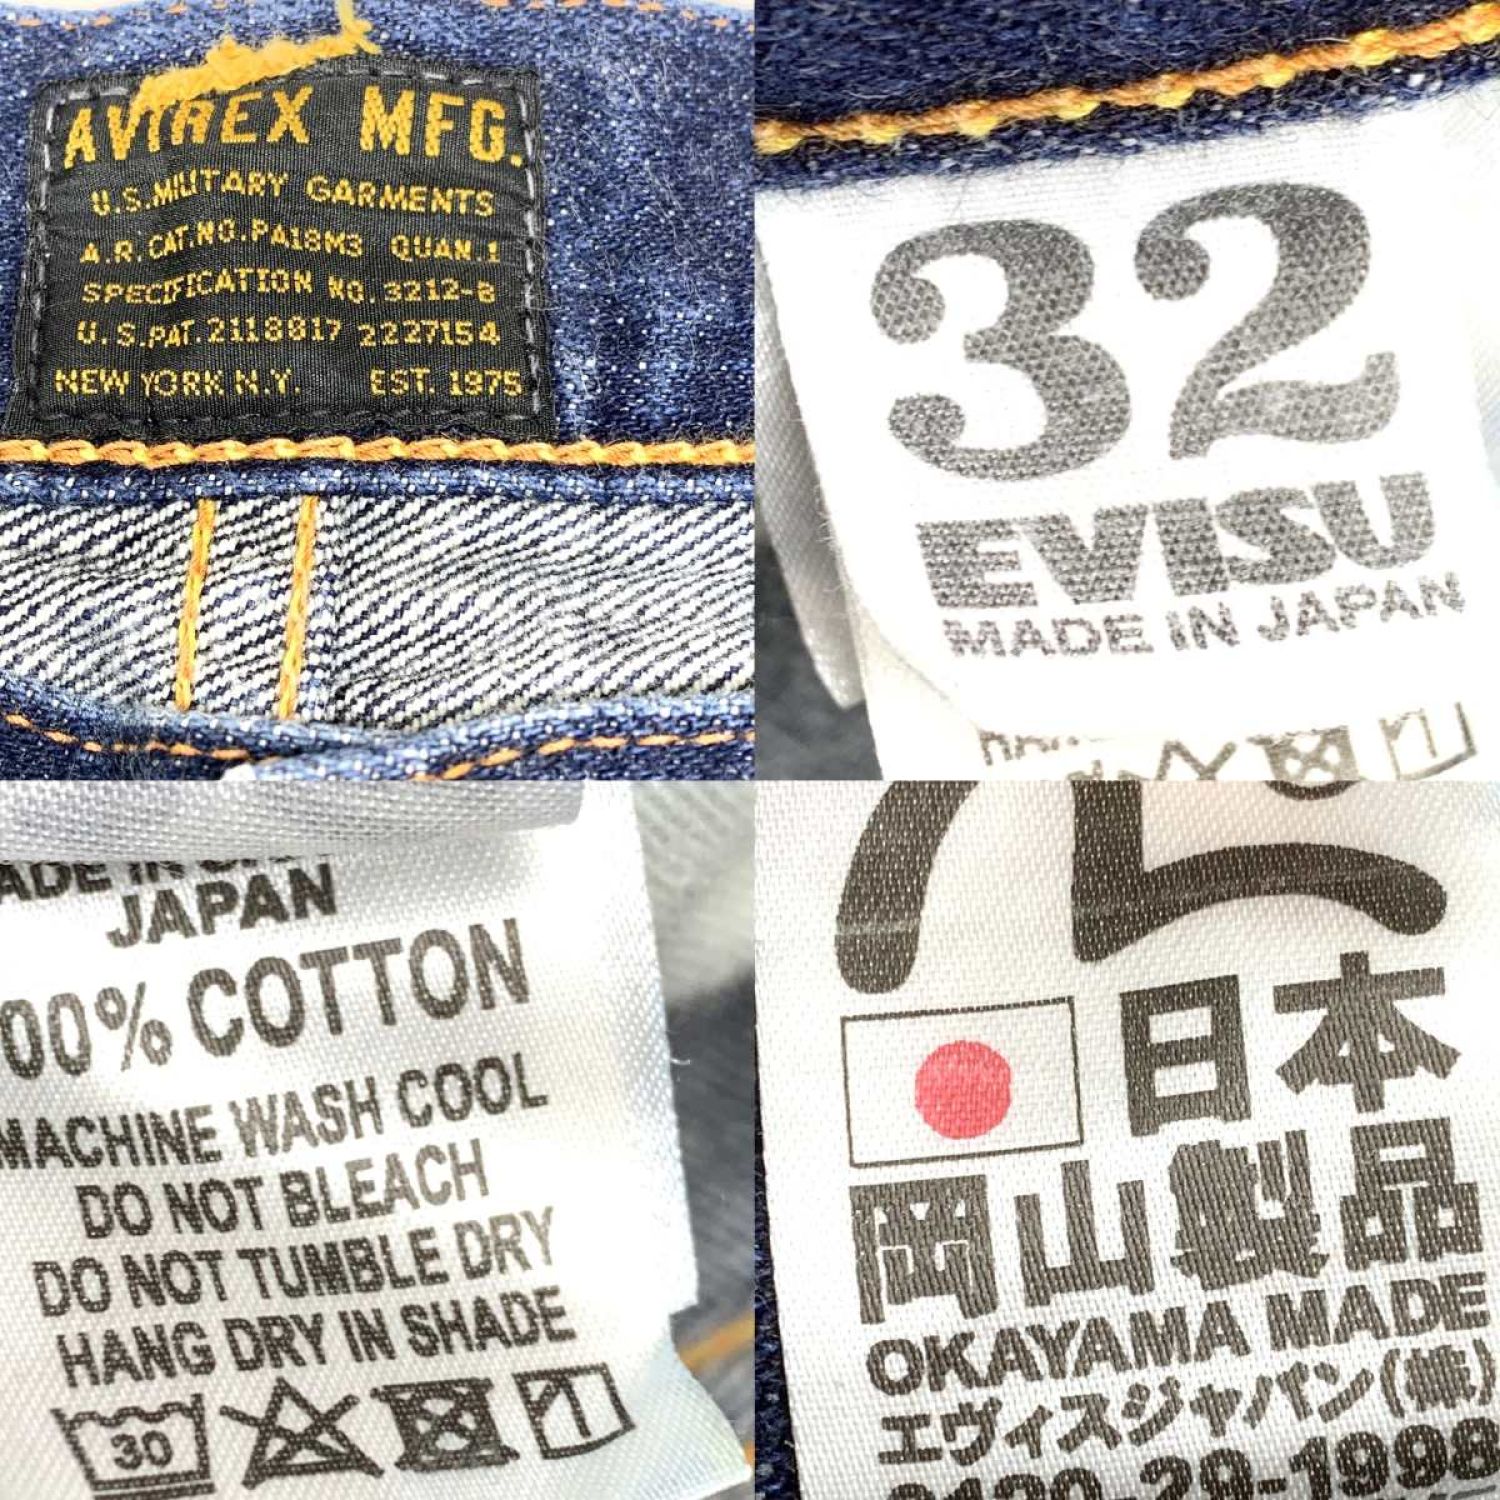 AVIREX MFG.
U.S.MILITARY GARMENTS
A.R.CAT.NO.PA18M3 QUAN.1
SPECIFICATION NO.3212-B
U.S.PAT.2118817 2227154
NEW YORK N.Y. EST. 1975
32
EVISU
MADE IN JAPAN
JAPAN
00% COTTON
MACHINE WASH COOL
DO NOT BLEACH
DO NOT TUMBLE DRY
HANG DRY IN SHADE
30
日本
岡山製品
OKAYAMA MADE
エヴィスジャパン(株)
0120-29-1998